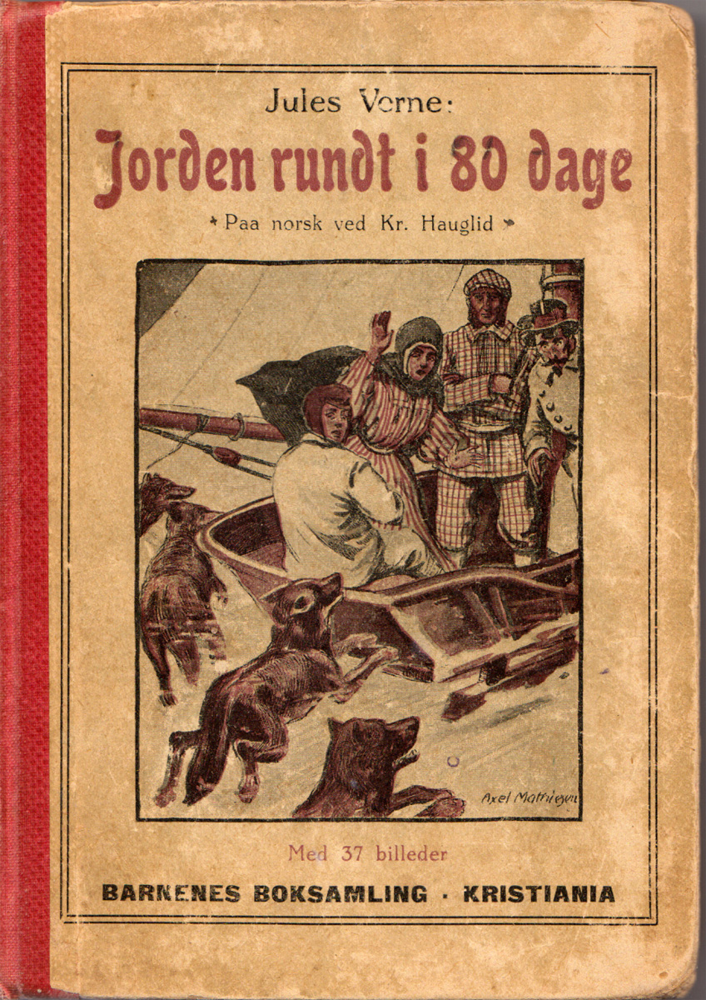 Jules Verne:
Jorden rundt i 80 dage
Paa norsk ved Kr. Hauglid
Axel Mathiesen
Med 37 billeder
BARNENES BOKSAMLING · KRISTIANIA